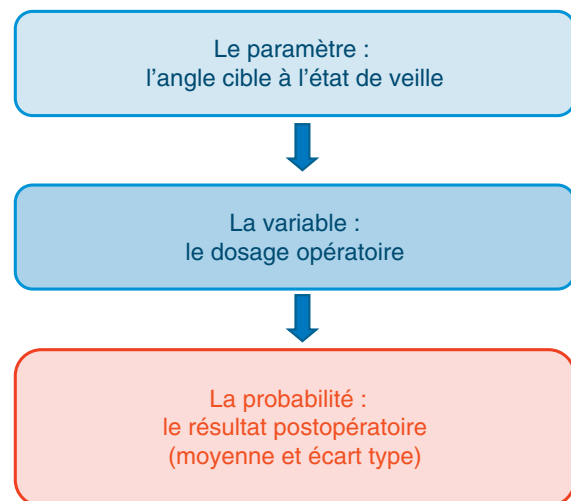 Le paramètre :
l’angle cible à l’état de veille
La variable :
le dosage opératoire
La probabilité :
le résultat postopératoire
(moyenne et écart type)